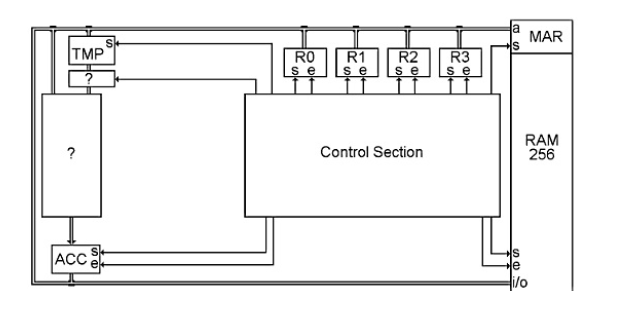 a
MAR
s
TMP
s
R0
R1
R2
R3
s e
s e
s e
s e
?
?
Control Section
RAM
256
ACC
s
e
s
e
i/o